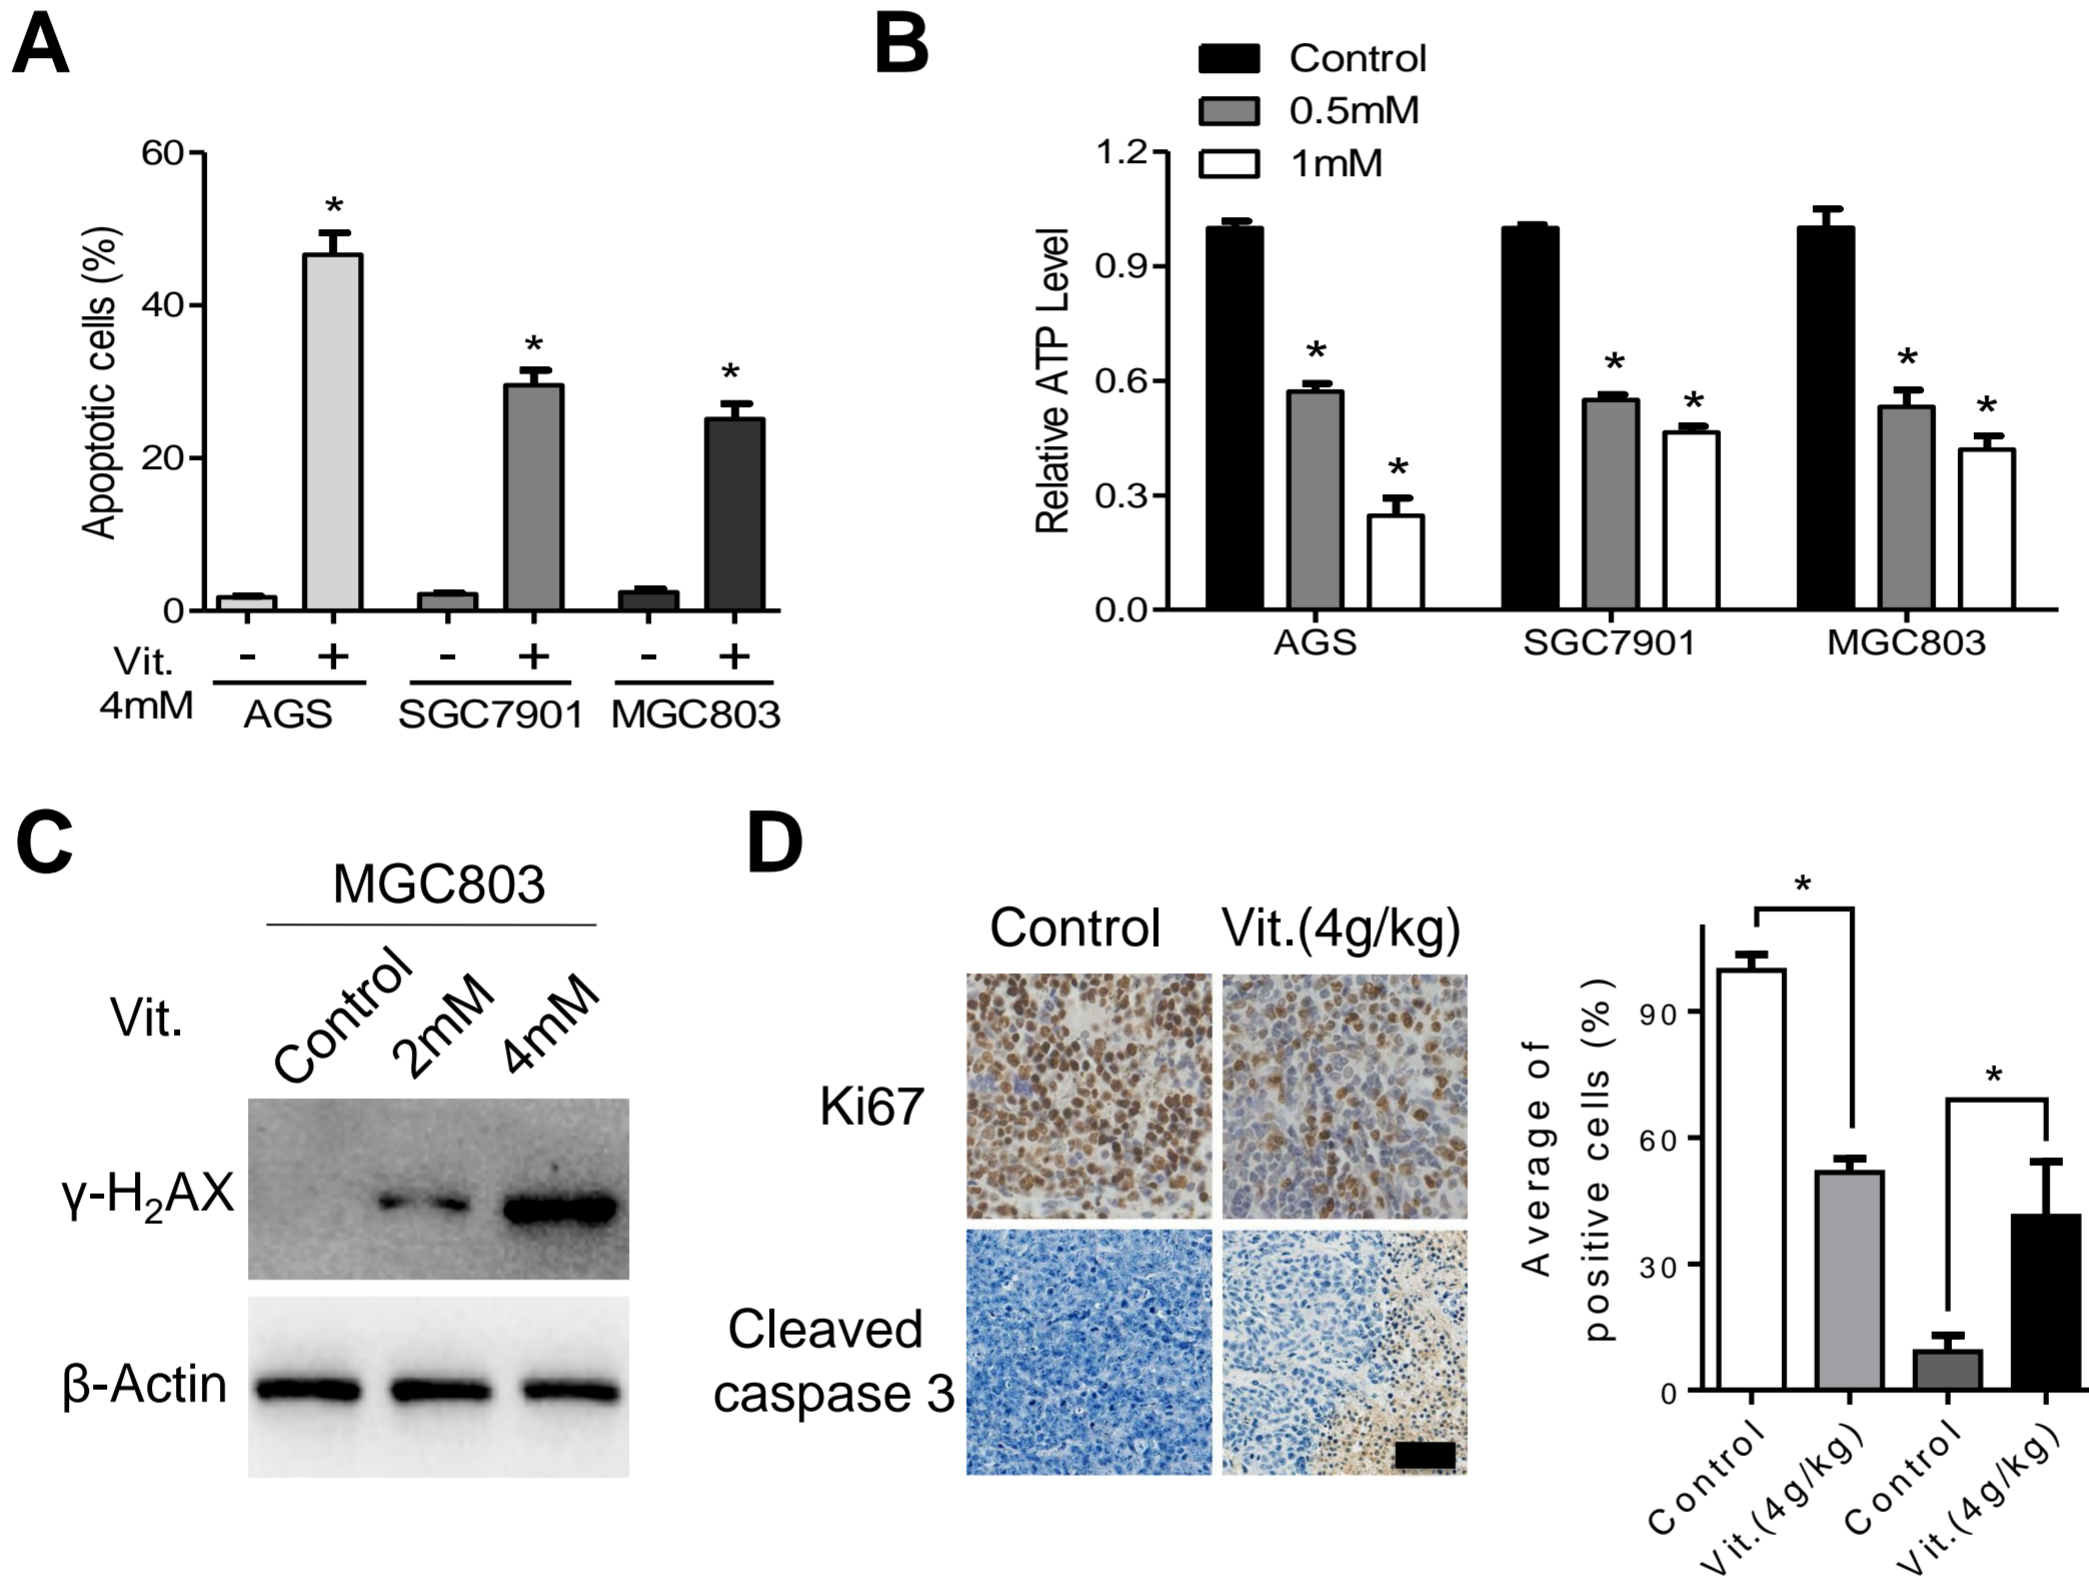 A
60
40
20
0
Apoptotic cells (%)
*
*
*
Vit.
4mM
- + - + - +
AGS SGC7901 MGC803
B
Control
0.5mM
1mM
1.2
0.9
0.6
0.3
0.0
Relative ATP Level
* *
* *
* *
AGS SGC7901 MGC803
C
MGC803
Vit.
Control 2mM 4mM
γ-H₂AX
β-Actin
D
Control Vit.(4g/kg)
Ki67
Cleaved
caspase 3
Average of
positive cells (%)
90
60
30
0
*
*
Control Vit.(4g/kg) Control Vit.(4g/kg)